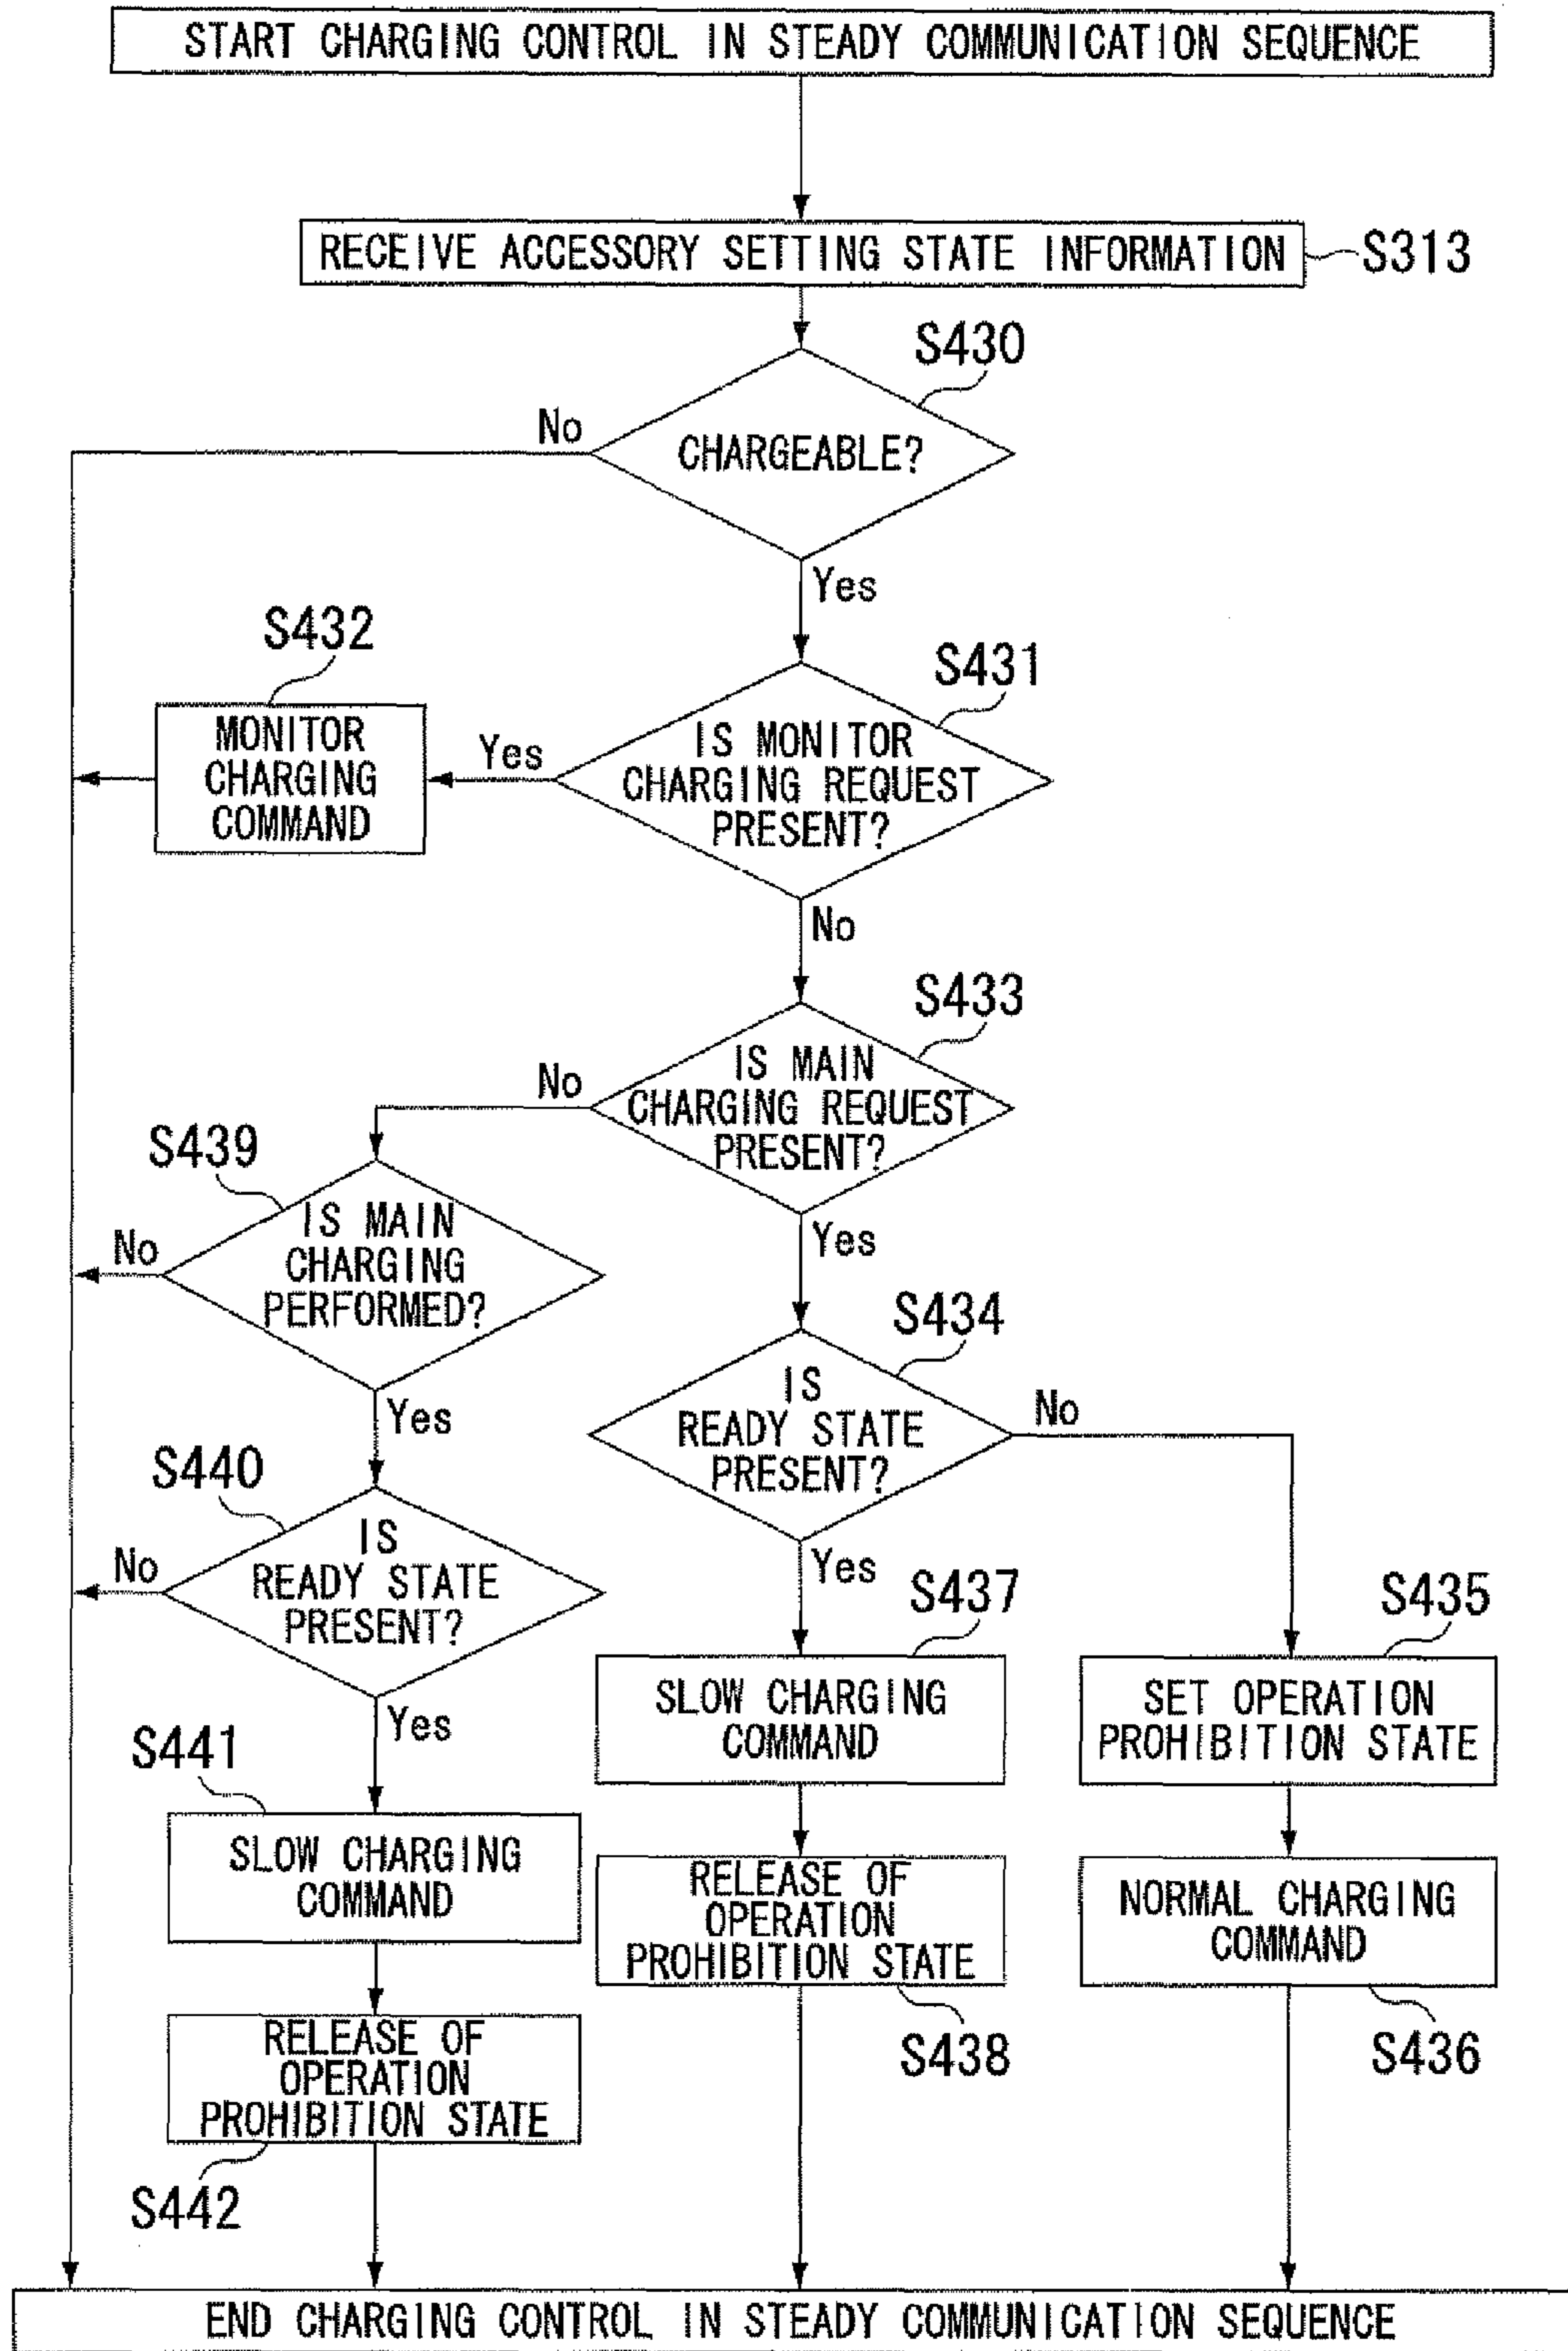 START CHARGING CONTROL IN STEADY COMMUNICATION SEQUENCE
RECEIVE ACCESSORY SETTING STATE INFORMATION
S313
S430
No
CHARGEABLE?
Yes
S432
S431
MONITOR
CHARGING
COMMAND
Yes
IS MONITOR
CHARGING REQUEST
PRESENT?
No
S433
No
IS MAIN
CHARGING REQUEST
PRESENT?
S439
Yes
No
IS MAIN
CHARGING
PERFORMED?
S434
Yes
IS
READY STATE
PRESENT?
No
S440
No
IS
READY STATE
PRESENT?
Yes
S437
S435
Yes
SLOW CHARGING
COMMAND
SET OPERATION
PROHIBITION STATE
S441
SLOW CHARGING
COMMAND
RELEASE OF
OPERATION
PROHIBITION STATE
NORMAL CHARGING
COMMAND
S438
S436
RELEASE OF
OPERATION
PROHIBITION STATE
S442
END CHARGING CONTROL IN STEADY COMMUNICATION SEQUENCE